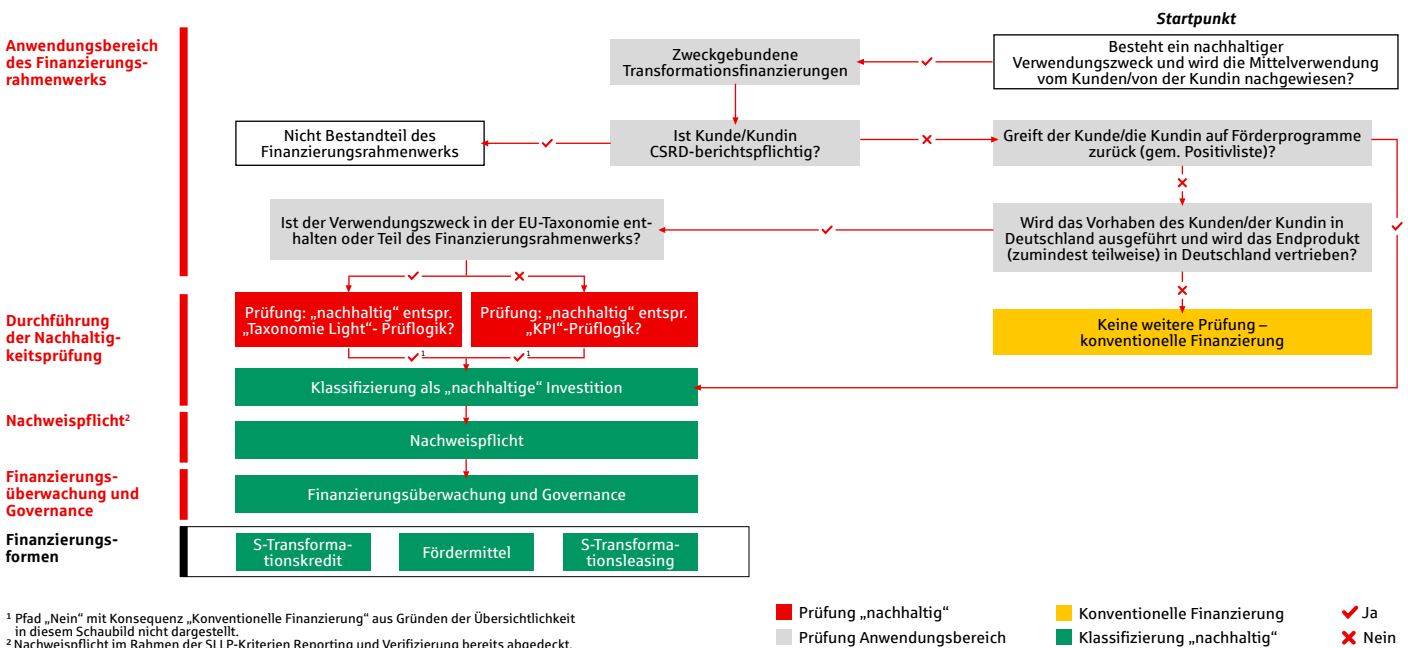 Startpunkt
Anwendungsbereich
des Finanzierungs-
rahmenwerks
Zweckgebundene
Transformationsfinanzierungen
Besteht ein nachhaltiger
Verwendungszweck und wird die Mittelverwendung
vom Kunden/von der Kundin nachgewiesen?
Nicht Bestandteil des
Finanzierungsrahmenwerks
Ist Kunde/Kundin
CSRD-berichtspflichtig?
Greift der Kunde/die Kundin auf Förderprogramme
zurück (gem. Positivliste)?
Ist der Verwendungszweck in der EU-Taxonomie ent-
halten oder Teil des Finanzierungsrahmenwerks?
Wird das Vorhaben des Kunden/der Kundin in
Deutschland ausgeführt und wird das Endprodukt
(zumindest teilweise) in Deutschland vertrieben?
Durchführung
der Nachhaltig-
keitsprüfung
Prüfung: „nachhaltig“ entspr.
„Taxonomie Light“- Prüflogik?
Prüfung: „nachhaltig“ entspr.
„KPI“-Prüflogik?
Keine weitere Prüfung –
konventionelle Finanzierung
1
1
Klassifizierung als „nachhaltige“ Investition
Nachweispflicht²
Nachweispflicht
Finanzierungs-
überwachung und
Governance
Finanzierungsüberwachung und Governance
Finanzierungs-
formen
S-Transforma-
tionskredit
Fördermittel
S-Transforma-
tionsleasing
¹ Pfad „Nein“ mit Konsequenz „Konventionelle Finanzierung“ aus Gründen der Übersichtlichkeit
in diesem Schaubild nicht dargestellt.
² Nachweispflicht im Rahmen der SLLP-Kriterien Reporting und Verifizierung bereits abgedeckt.
Prüfung „nachhaltig“
Prüfung Anwendungsbereich
Konventionelle Finanzierung
Klassifizierung „nachhaltig“
Ja
Nein